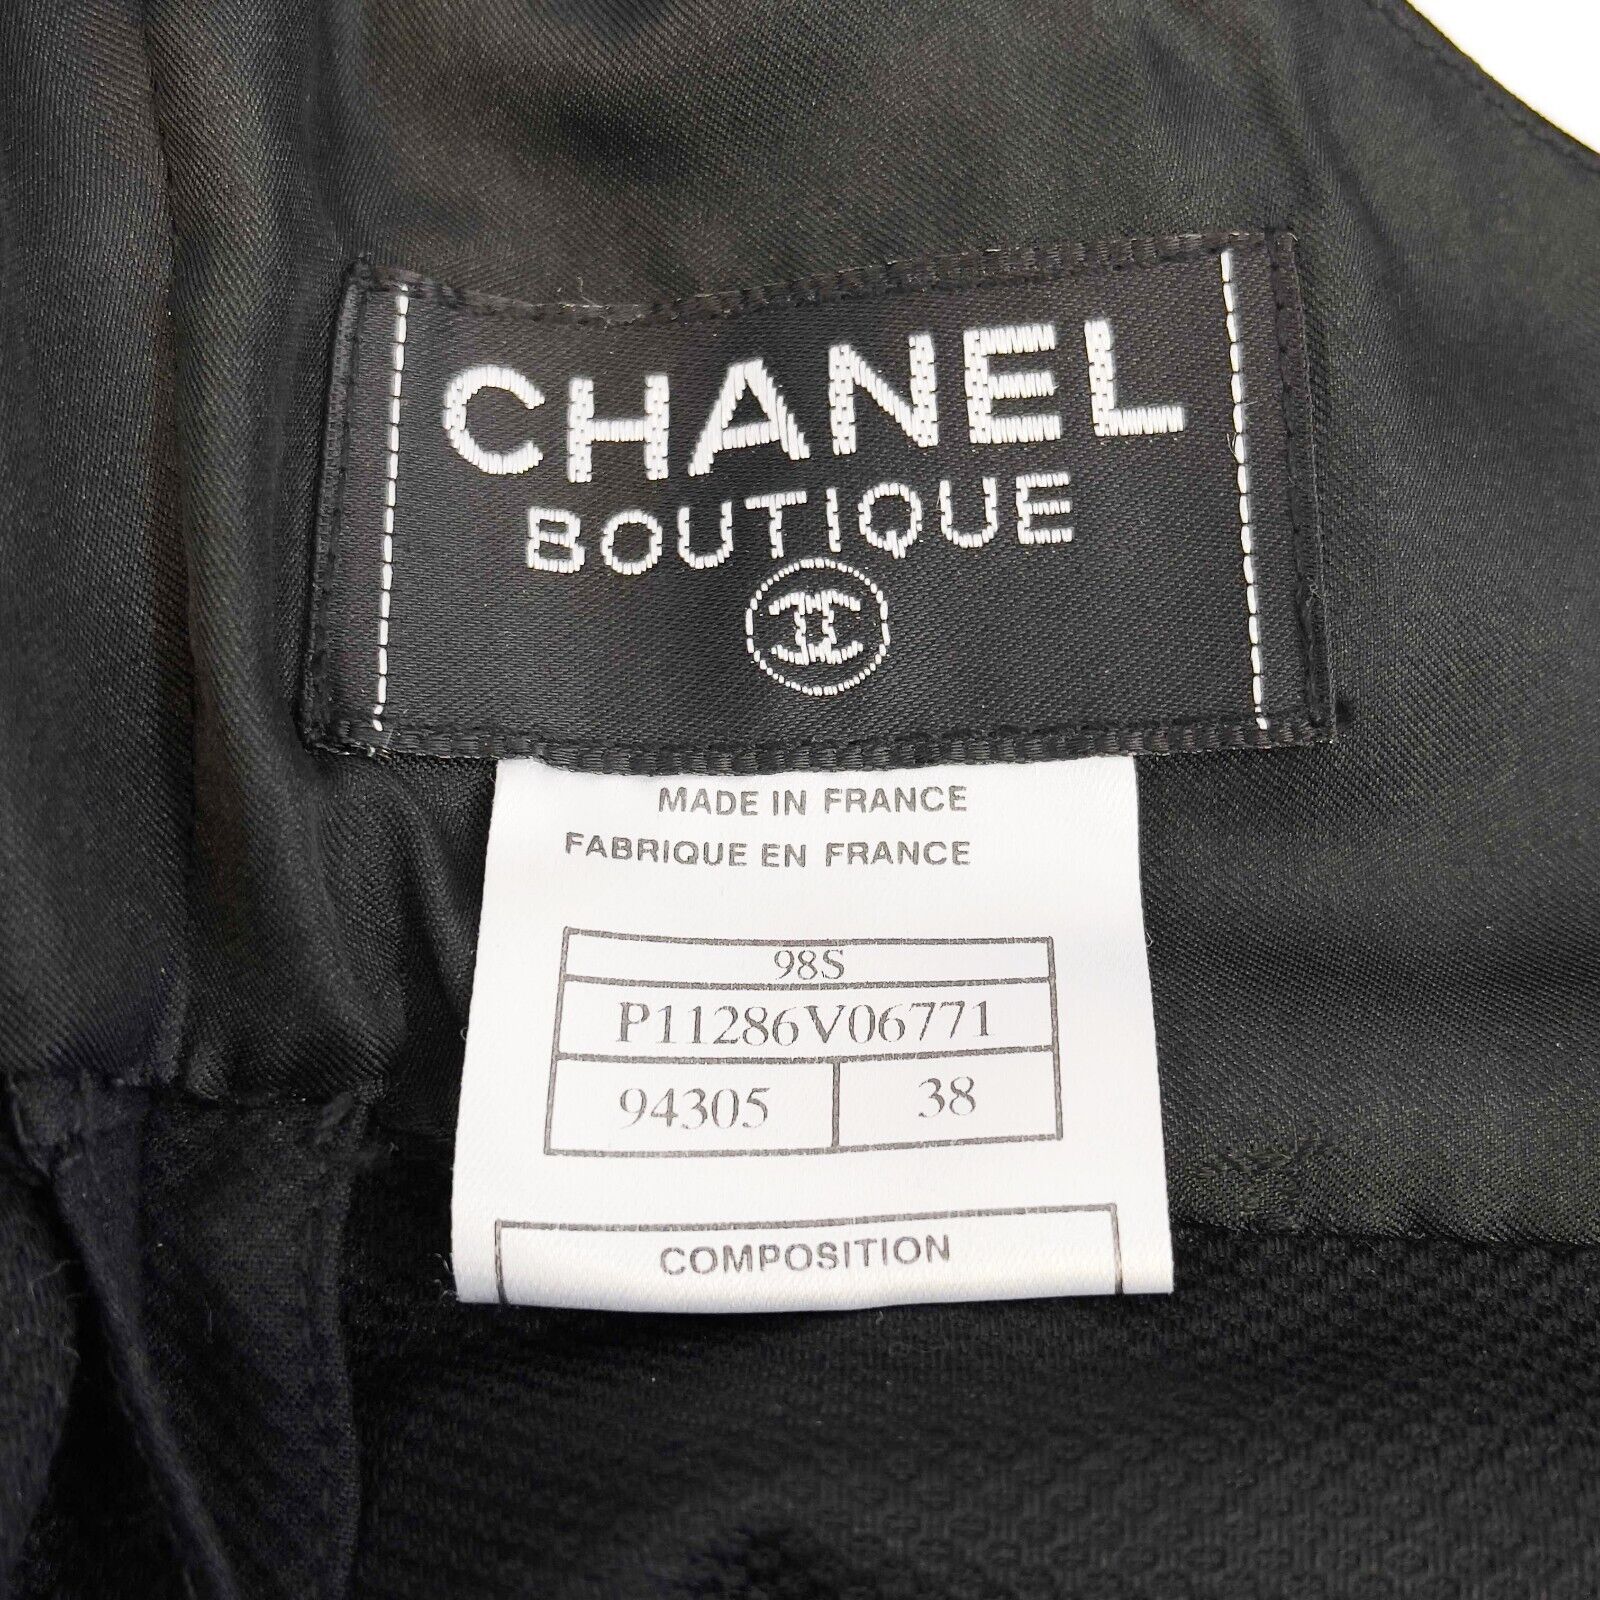 CHANEL
BOUTIQUE
MADE IN FRANCE
FABRIQUE EN FRANCE
98S
P11286V06771
94305 38
COMPOSITION